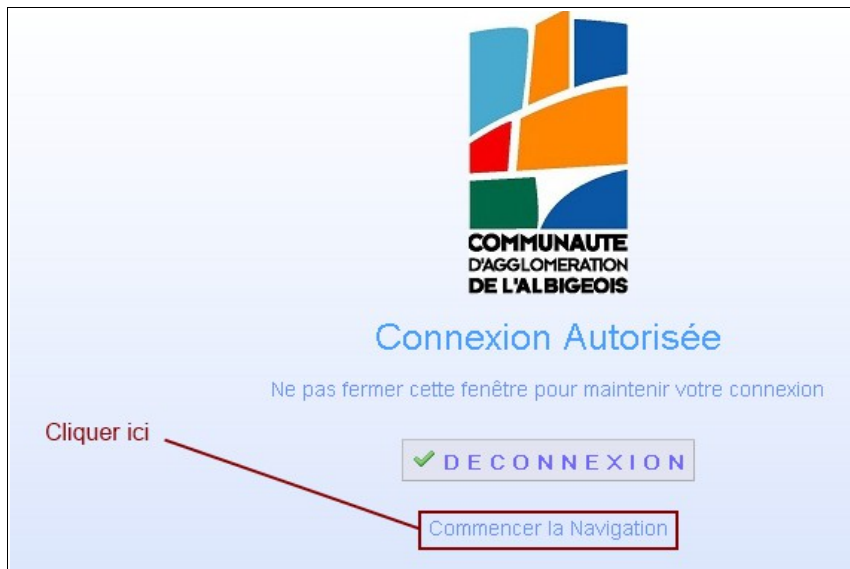 COMMUNAUTE
D'AGGLOMERATION
DE L'ALBIGEOIS
Connexion Autorisée
Ne pas fermer cette fenêtre pour maintenir votre connexion
Cliquer ici
DECONNEXION
Commencer la Navigation